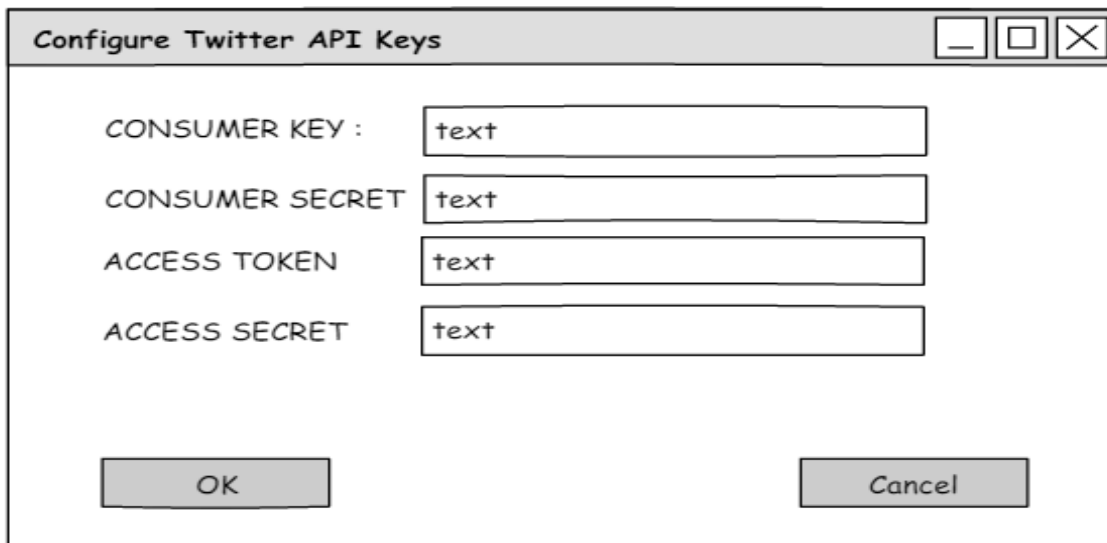 Configure Twitter API Keys
CONSUMER KEY : text
CONSUMER SECRET text
ACCESS TOKEN text
ACCESS SECRET text
OK Cancel